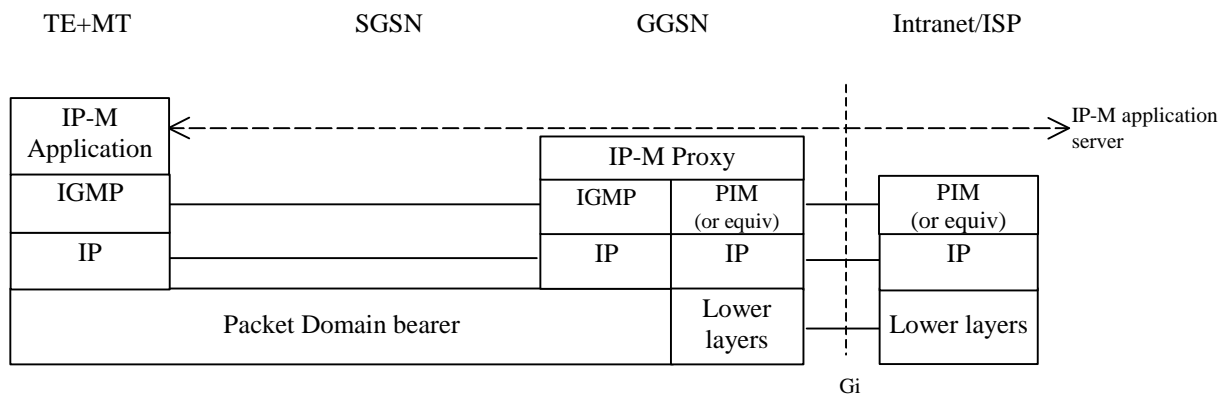 TE+MT
SGSN
GGSN
Intranet/ISP
IP-M
Application
IP-M application
server
IP-M Proxy
IGMP
IGMP
PIM
(or equiv)
PIM
(or equiv)
IP
IP
IP
IP
Packet Domain bearer
Lower
layers
Lower layers
Gi